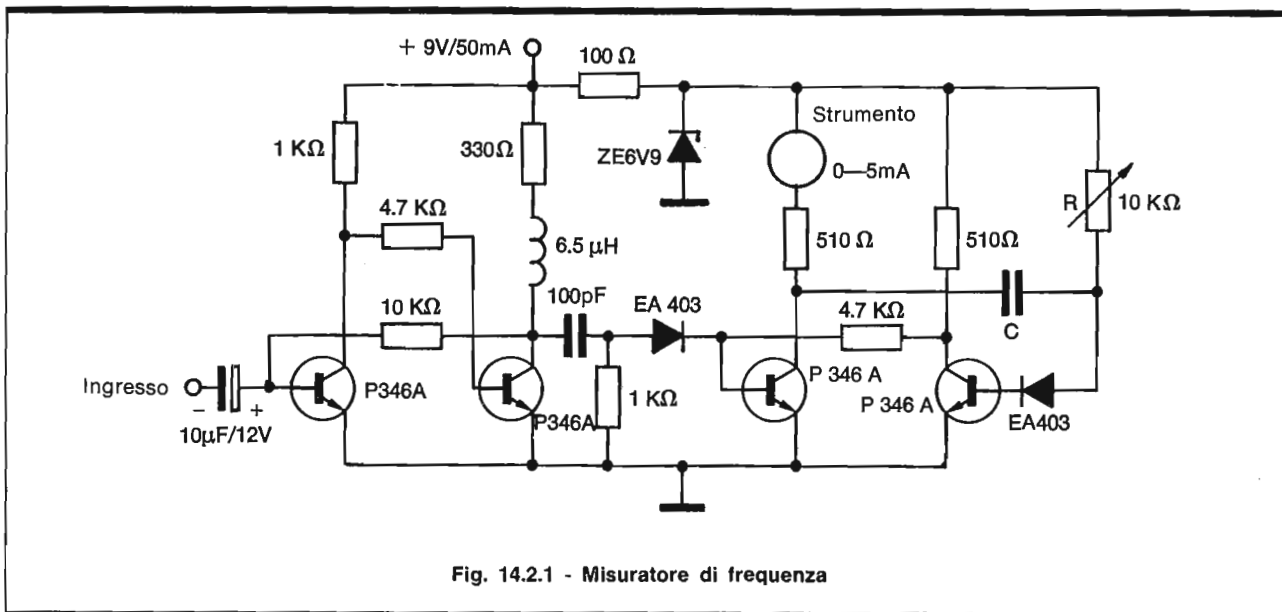 + 9V/50mA
100 Ω
1 KΩ
330Ω
ZE6V9
Strumento
0—5mA
R
10 KΩ
4.7 KΩ
6.5 μH
510 Ω
510Ω
100pF
EA 403
4.7 KΩ
C
10 KΩ
Ingresso
P346A
P346A
1 KΩ
P 346 A
P 346 A
EA403
− +
10μF/12V
Fig. 14.2.1 - Misuratore di frequenza